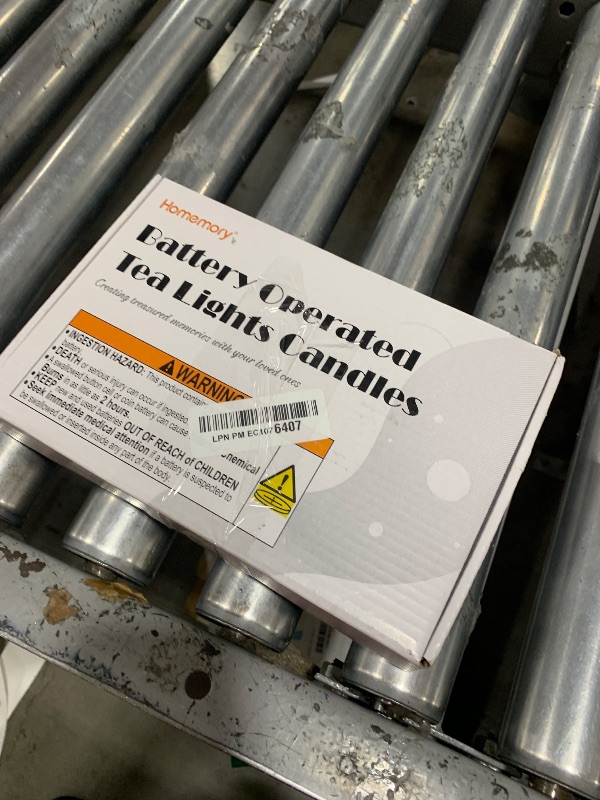 Homemory
Battery Operated
Tea Lights Candles
Creating treasured memories with your loved ones
WARNING
• INGESTION HAZARD: This product contains
battery.
• DEATH or serious injury can occur if ingested.
• A swallowed button cell or coin battery can cause
Chemical
Burns in as little as 2 hours.
• KEEP new and used batteries OUT OF REACH of CHILDREN
• Seek immediate medical attention if a battery is suspected to
be swallowed or inserted inside any part of the body.
LPN PM EC4076407